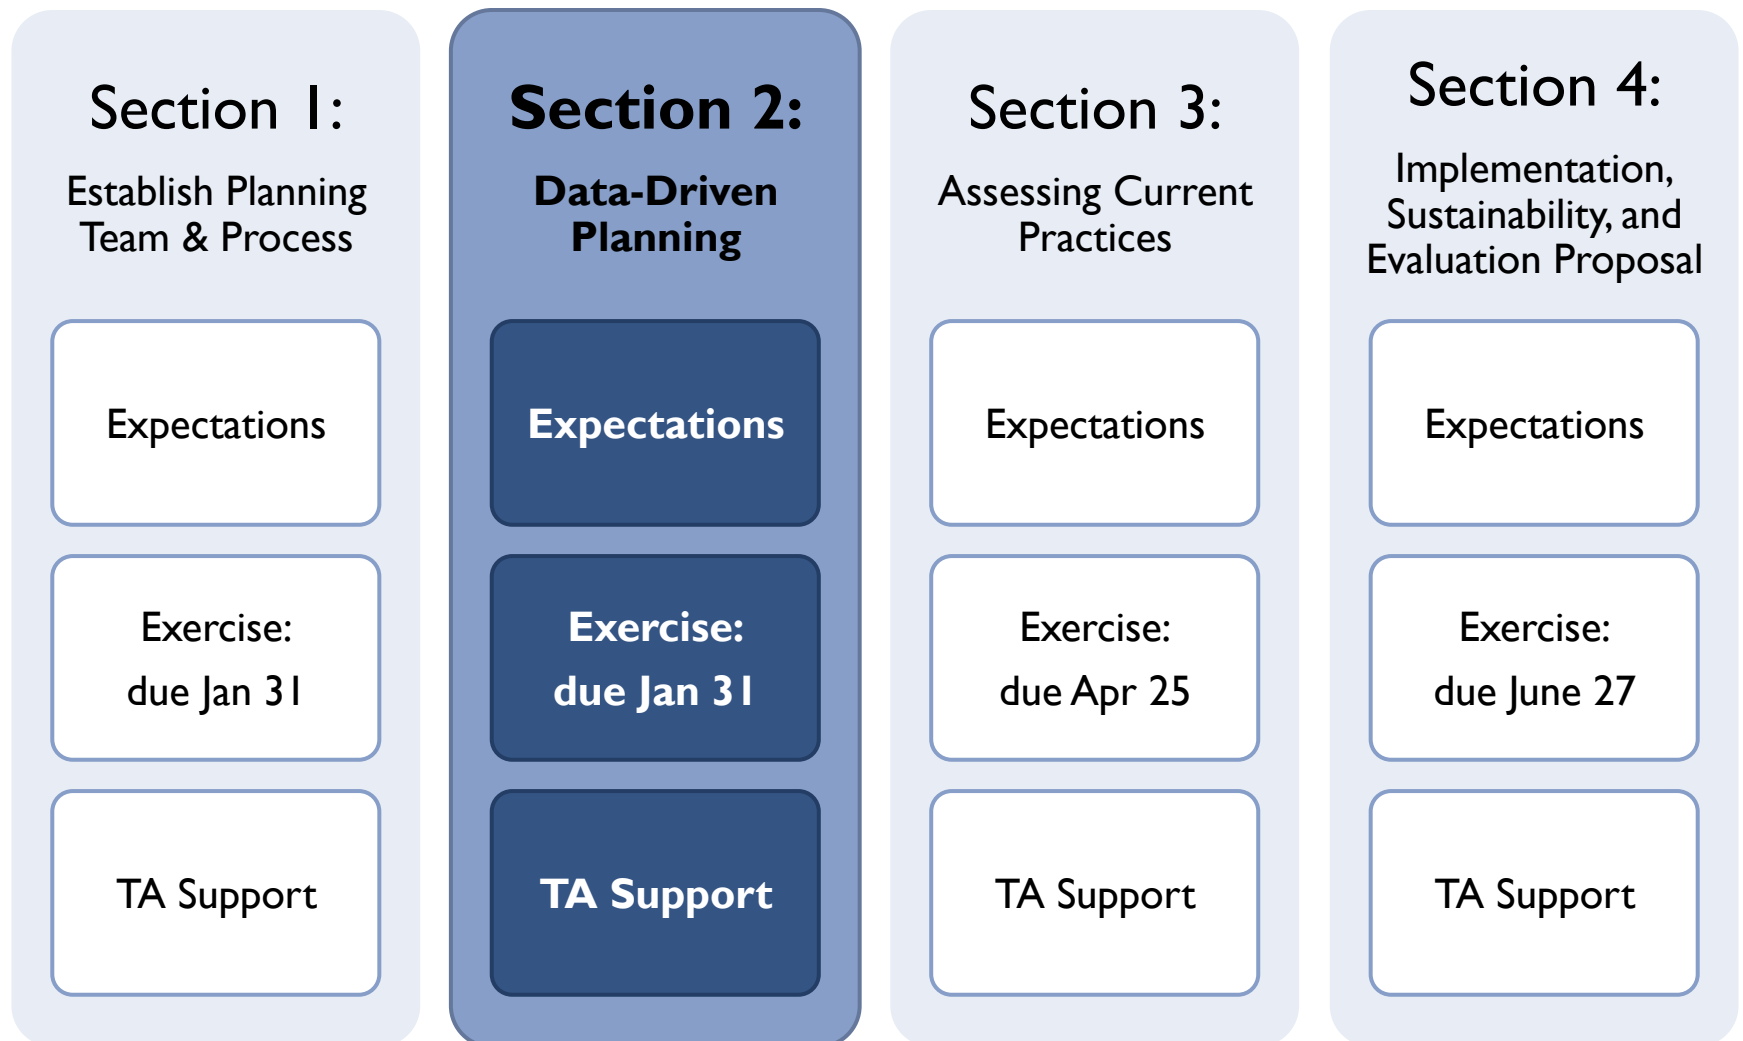 Section 1:
Establish Planning
Team & Process
Expectations
Exercise:
due Jan 31
TA Support
Section 2:
Data-Driven
Planning
Expectations
Exercise:
due Jan 31
TA Support
Section 3:
Assessing Current
Practices
Expectations
Exercise:
due Apr 25
TA Support
Section 4:
Implementation,
Sustainability, and
Evaluation Proposal
Expectations
Exercise:
due June 27
TA Support